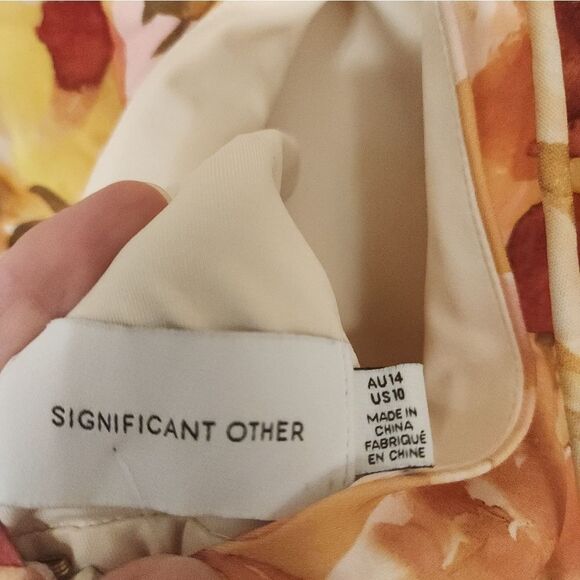 SIGNIFICANT OTHER
AU14
US10
MADE IN
CHINA
FABRIQUÉ
EN CHINE